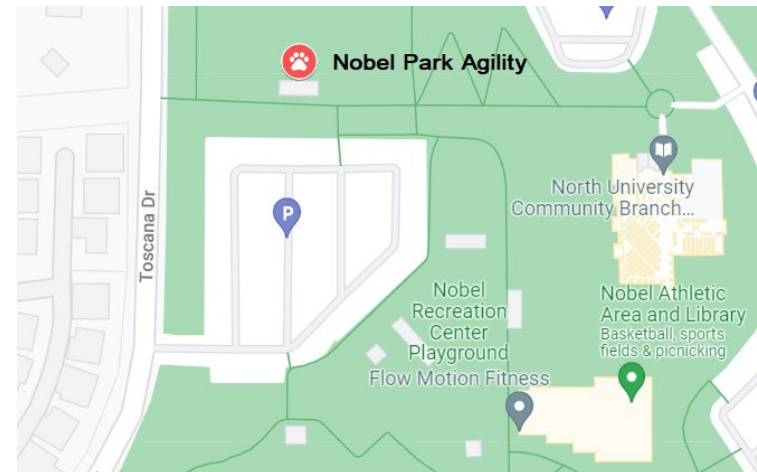 Nobel Park Agility
North University
Community Branch...
Toscana Dr
P
Nobel
Recreation
Center
Playground
Nobel Athletic
Area and Library
Basketball, sports
fields & picnicking
Flow Motion Fitness